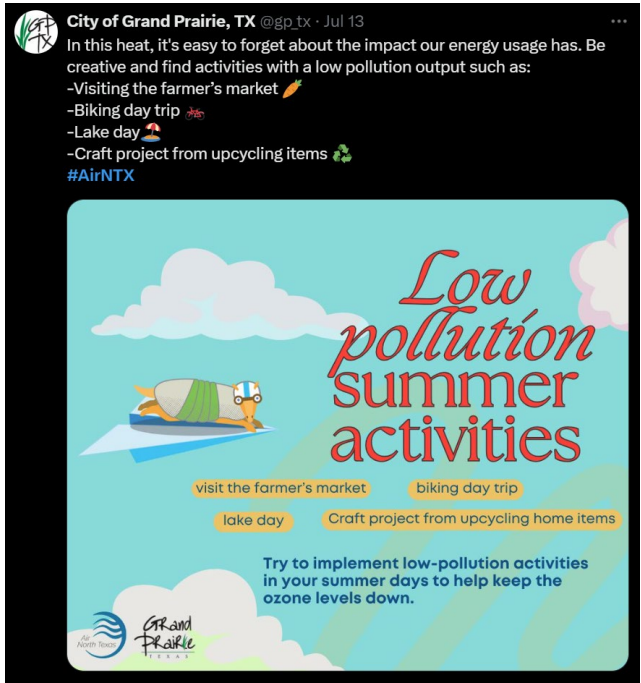 City of Grand Prairie, TX @gp_tx · Jul 13
In this heat, it's easy to forget about the impact our energy usage has. Be
creative and find activities with a low pollution output such as:
-Visiting the farmer's market 🥕
-Biking day trip 🚲
-Lake day 🏖️
-Craft project from upcycling items ♻️
#AirNTX
Low
pollution
summer
activities
visit the farmer's market
biking day trip
lake day
Craft project from upcycling home items
Try to implement low-pollution activities
in your summer days to help keep the
ozone levels down.
Air
North Texas
GRand
PRaiRie
TEXAS